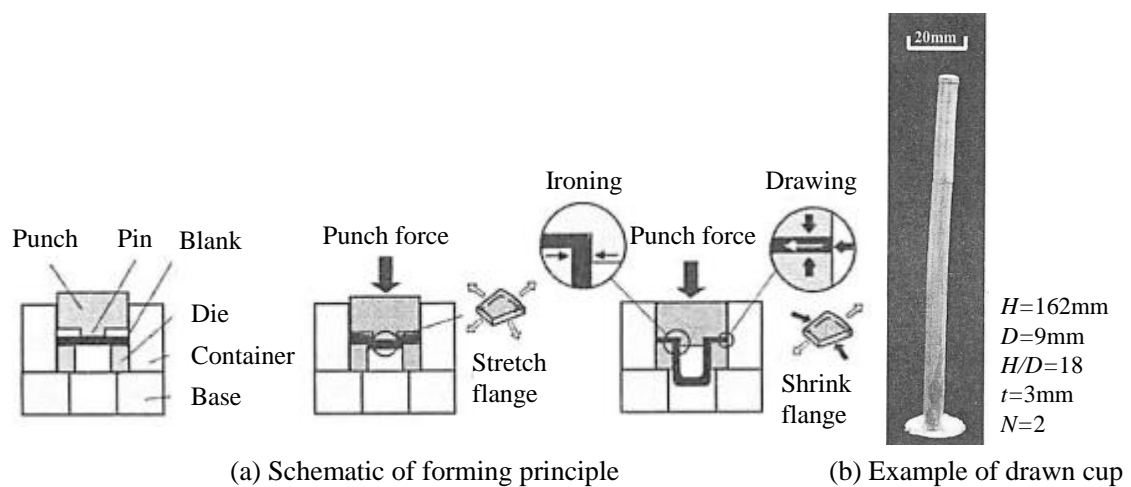 Punch
Pin
Blank
Die
Container
Base
Punch force
Stretch
flange
Ironing
Punch force
Drawing
Shrink
flange
20mm
H=162mm
D=9mm
H/D=18
t=3mm
N=2
(a) Schematic of forming principle
(b) Example of drawn cup